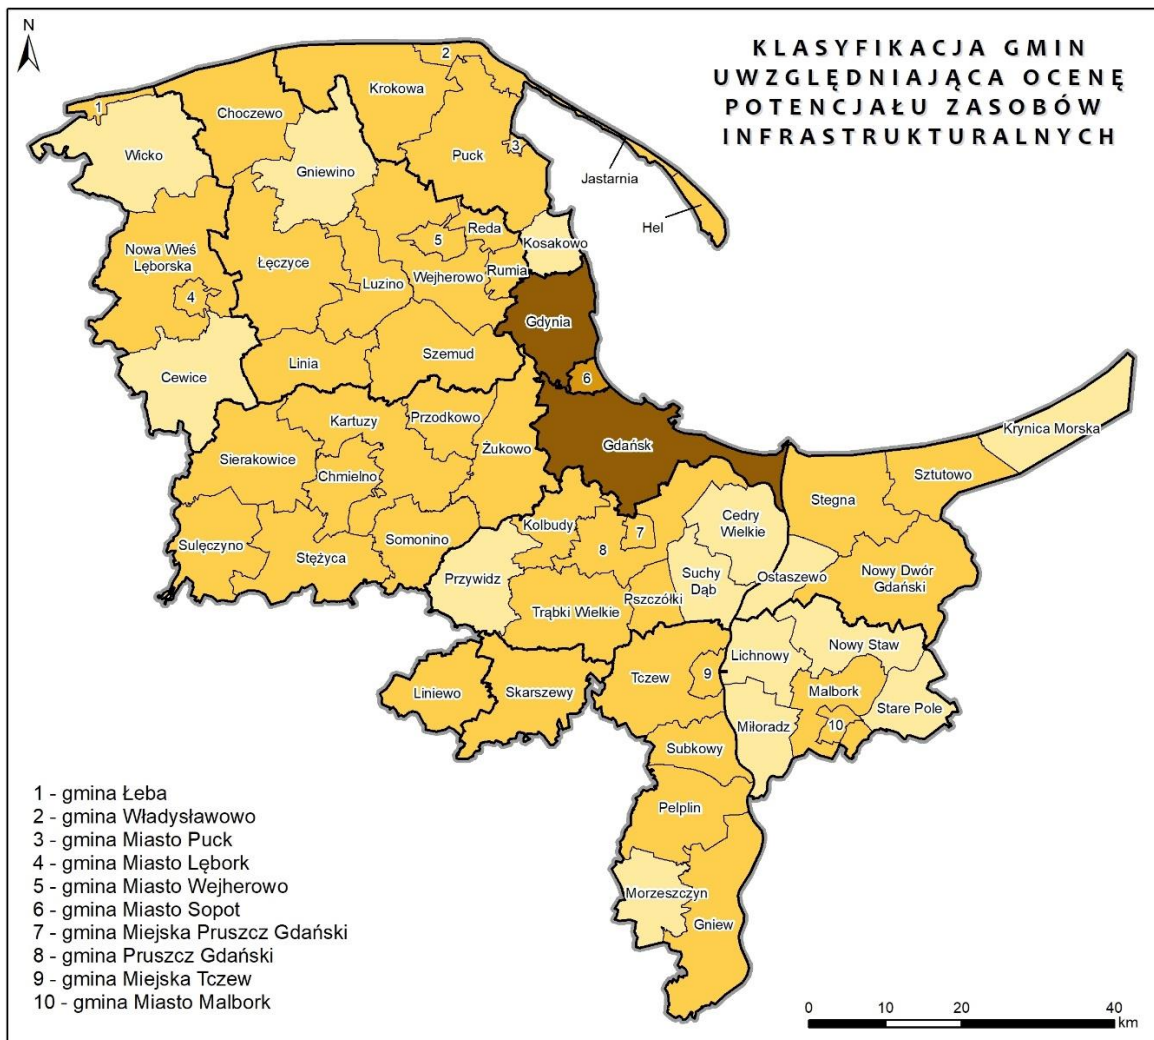 N
KLASYFIKACJA GMIN
UWZGLĘDNIAJĄCA OCENĘ
POTENCJAŁU ZASOBÓW
INFRASTRUKTURALNYCH
1
2
Choczewo
Krokowa
Wicko
Gniewino
Puck
3
Jastarnia
Hel
Nowa Wieś
Lęborska
4
Łęczyce
Luzino
5
Reda
Wejherowo
Rumia
Kosakowo
Gdynia
6
Cewice
Linia
Szemud
Kartuzy
Przodkowo
Żukowo
Gdańsk
Sierakowice
Chmielno
Krynica Morska
Sztutowo
Stegna
Sulęczyno
Stężyca
Somonino
Kolbudy
8
7
Cedry
Wielkie
Przywidz
Trąbki Wielkie
Pszczółki
Suchy
Dąb
Ostaszewo
Nowy Dwór
Gdański
Liniewo
Skarszewy
Tczew
9
Lichnowy
Nowy Staw
Malbork
10
Stare Pole
Miłoradz
Subkowy
Pelplin
Morzeszczyn
Gniew
1 - gmina Łeba
2 - gmina Władysławowo
3 - gmina Miasto Puck
4 - gmina Miasto Lębork
5 - gmina Miasto Wejherowo
6 - gmina Miasto Sopot
7 - gmina Miejska Pruszcz Gdański
8 - gmina Pruszcz Gdański
9 - gmina Miejska Tczew
10 - gmina Miasto Malbork
0 10 20 40
km